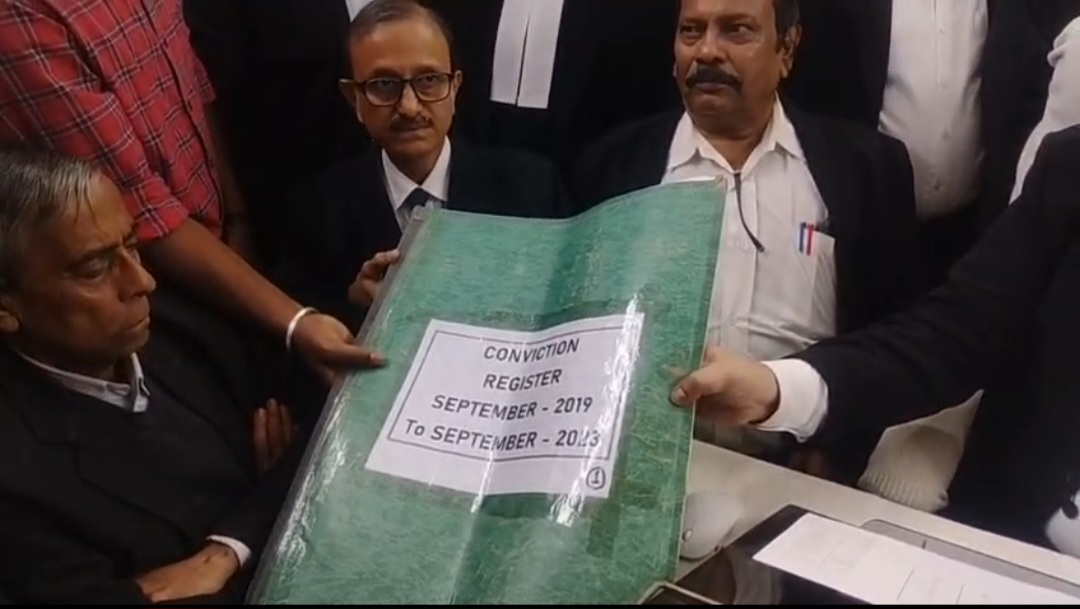 CONVICTION
REGISTER
SEPTEMBER - 2019
To SEPTEMBER - 2023
1